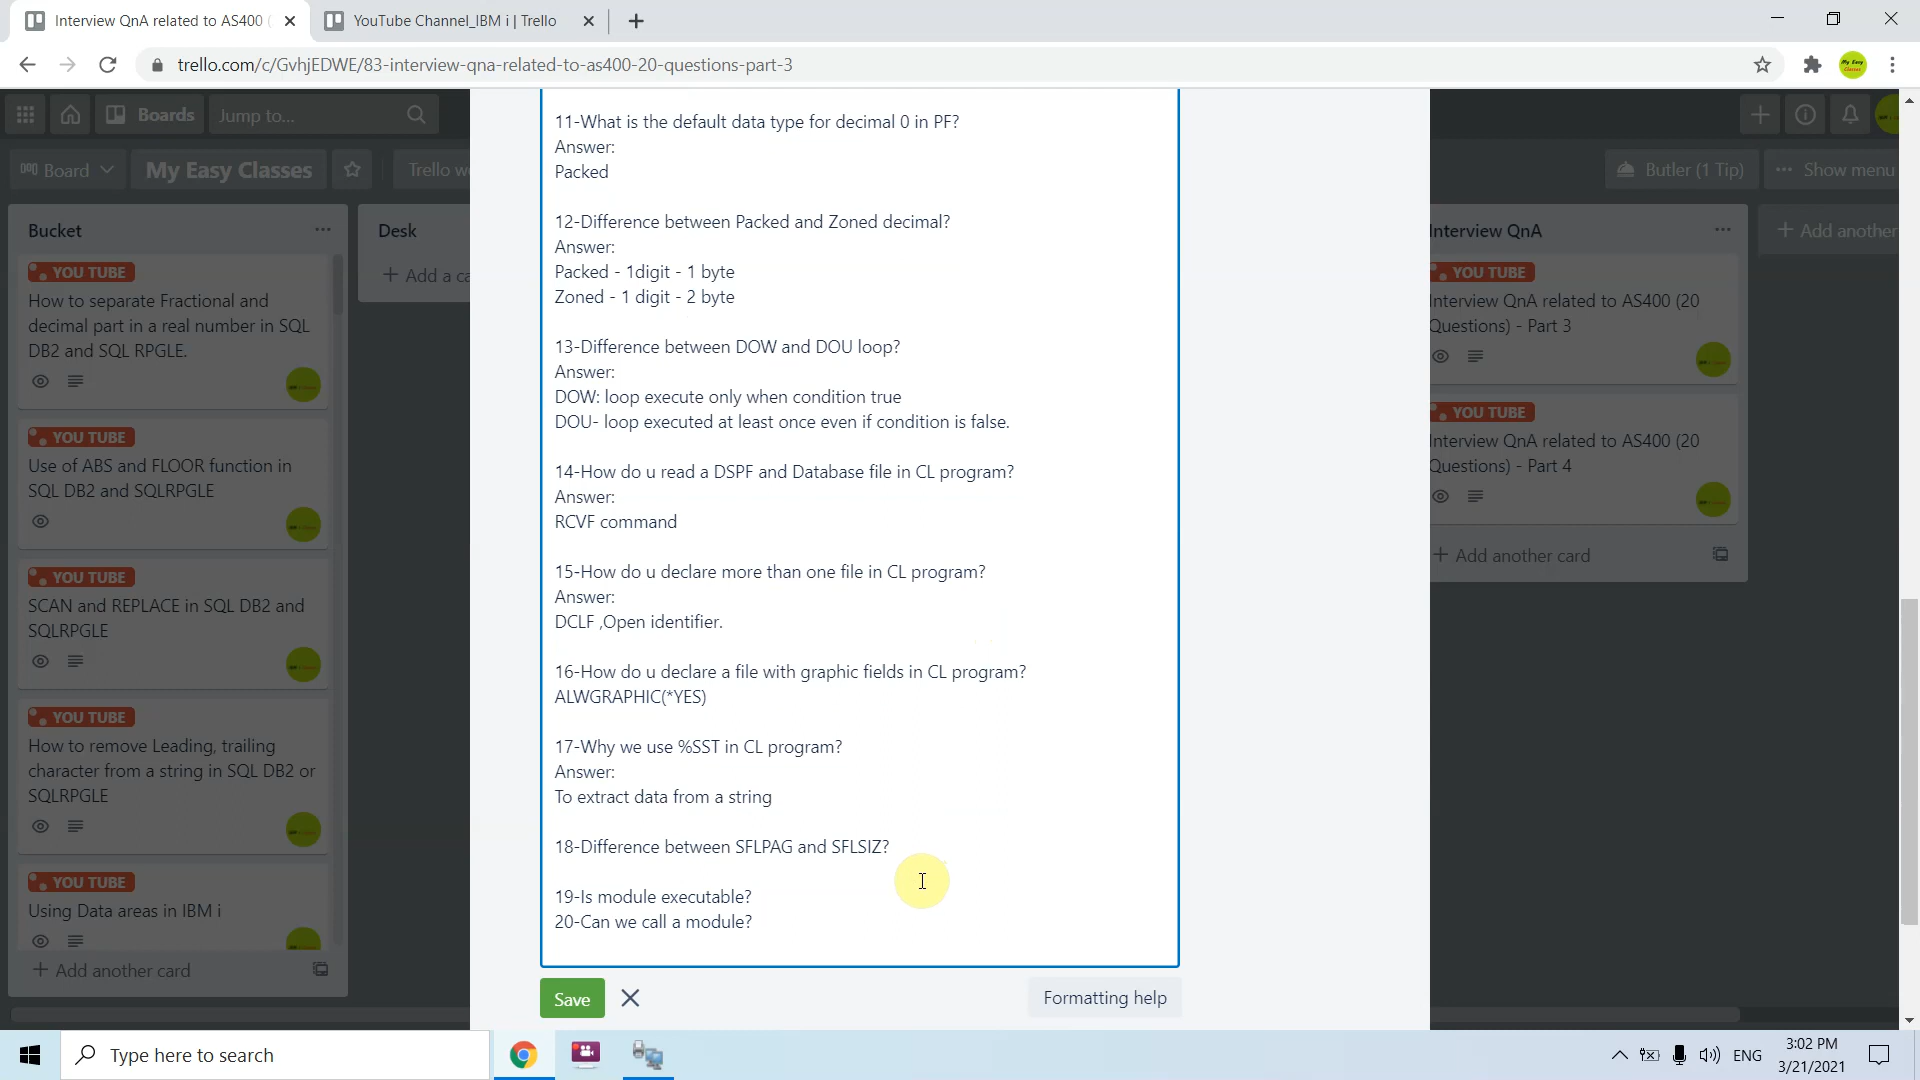 Interview QnA related to AS400 (
YouTube Channel_IBM i | Trello
trello.com/c/GvhjEDWE/83-interview-qna-related-to-as400-20-questions-part-3
Boards
Jump to...
Board
My Easy Classes
Trello w
Butler (1 Tip)
Show menu
Bucket
YOU TUBE
How to separate Fractional and
decimal part in a real number in SQL
DB2 and SQL RPGLE.
YOU TUBE
Use of ABS and FLOOR function in
SQL DB2 and SQLRPGLE
YOU TUBE
SCAN and REPLACE in SQL DB2 and
SQLRPGLE
YOU TUBE
How to remove Leading, trailing
character from a string in SQL DB2 or
SQLRPGLE
YOU TUBE
Using Data areas in IBM i
Add another card
Desk
Add a ca
11-What is the default data type for decimal 0 in PF?
Answer:
Packed
12-Difference between Packed and Zoned decimal?
Answer:
Packed - 1digit - 1 byte
Zoned - 1 digit - 2 byte
13-Difference between DOW and DOU loop?
Answer:
DOW: loop execute only when condition true
DOU- loop executed at least once even if condition is false.
14-How do u read a DSPF and Database file in CL program?
Answer:
RCVF command
15-How do u declare more than one file in CL program?
Answer:
DCLF ,Open identifier.
16-How do u declare a file with graphic fields in CL program?
ALWGRAPHIC(*YES)
17-Why we use %SST in CL program?
Answer:
To extract data from a string
18-Difference between SFLPAG and SFLSIZ?
19-Is module executable?
20-Can we call a module?
Save
Formatting help
Interview QnA
YOU TUBE
Interview QnA related to AS400 (20
Questions) - Part 3
YOU TUBE
Interview QnA related to AS400 (20
Questions) - Part 4
Add another card
Add another
Type here to search
ENG
3:02 PM
3/21/2021